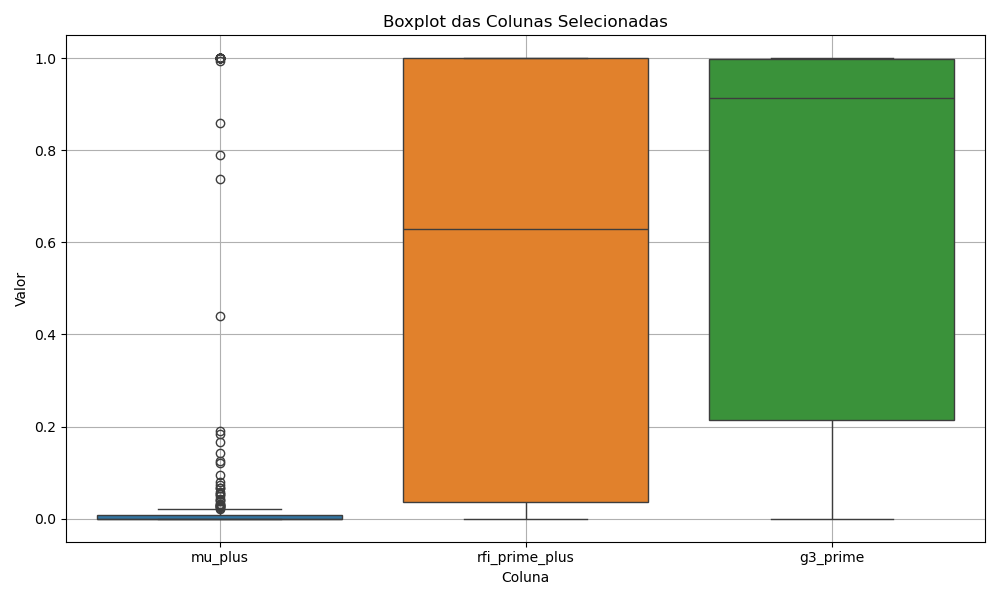 Boxplot das Colunas Selecionadas
1.0
0.8
0.6
0.4
0.2
0.0
Valor
mu_plus
rfi_prime_plus
g3_prime
Coluna